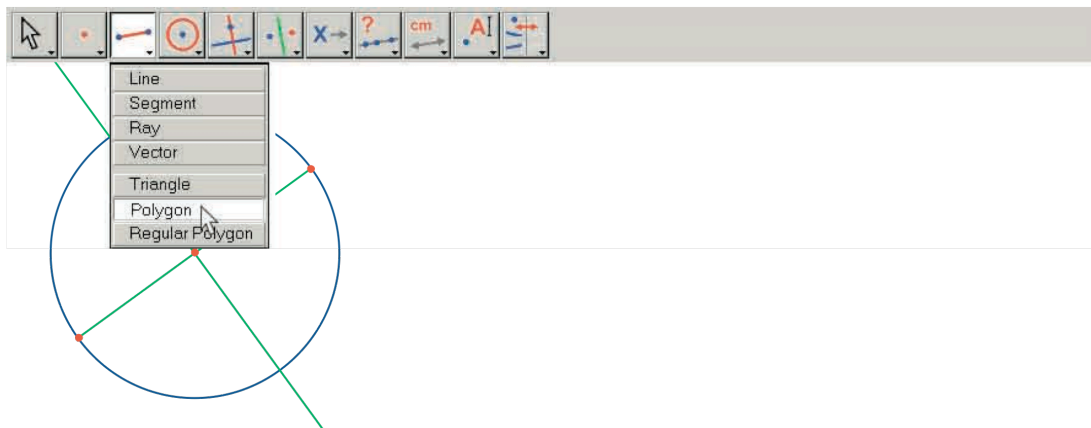 X ? cm A
Line
Segment
Ray
Vector
Triangle
Polygon
Regular Polygon